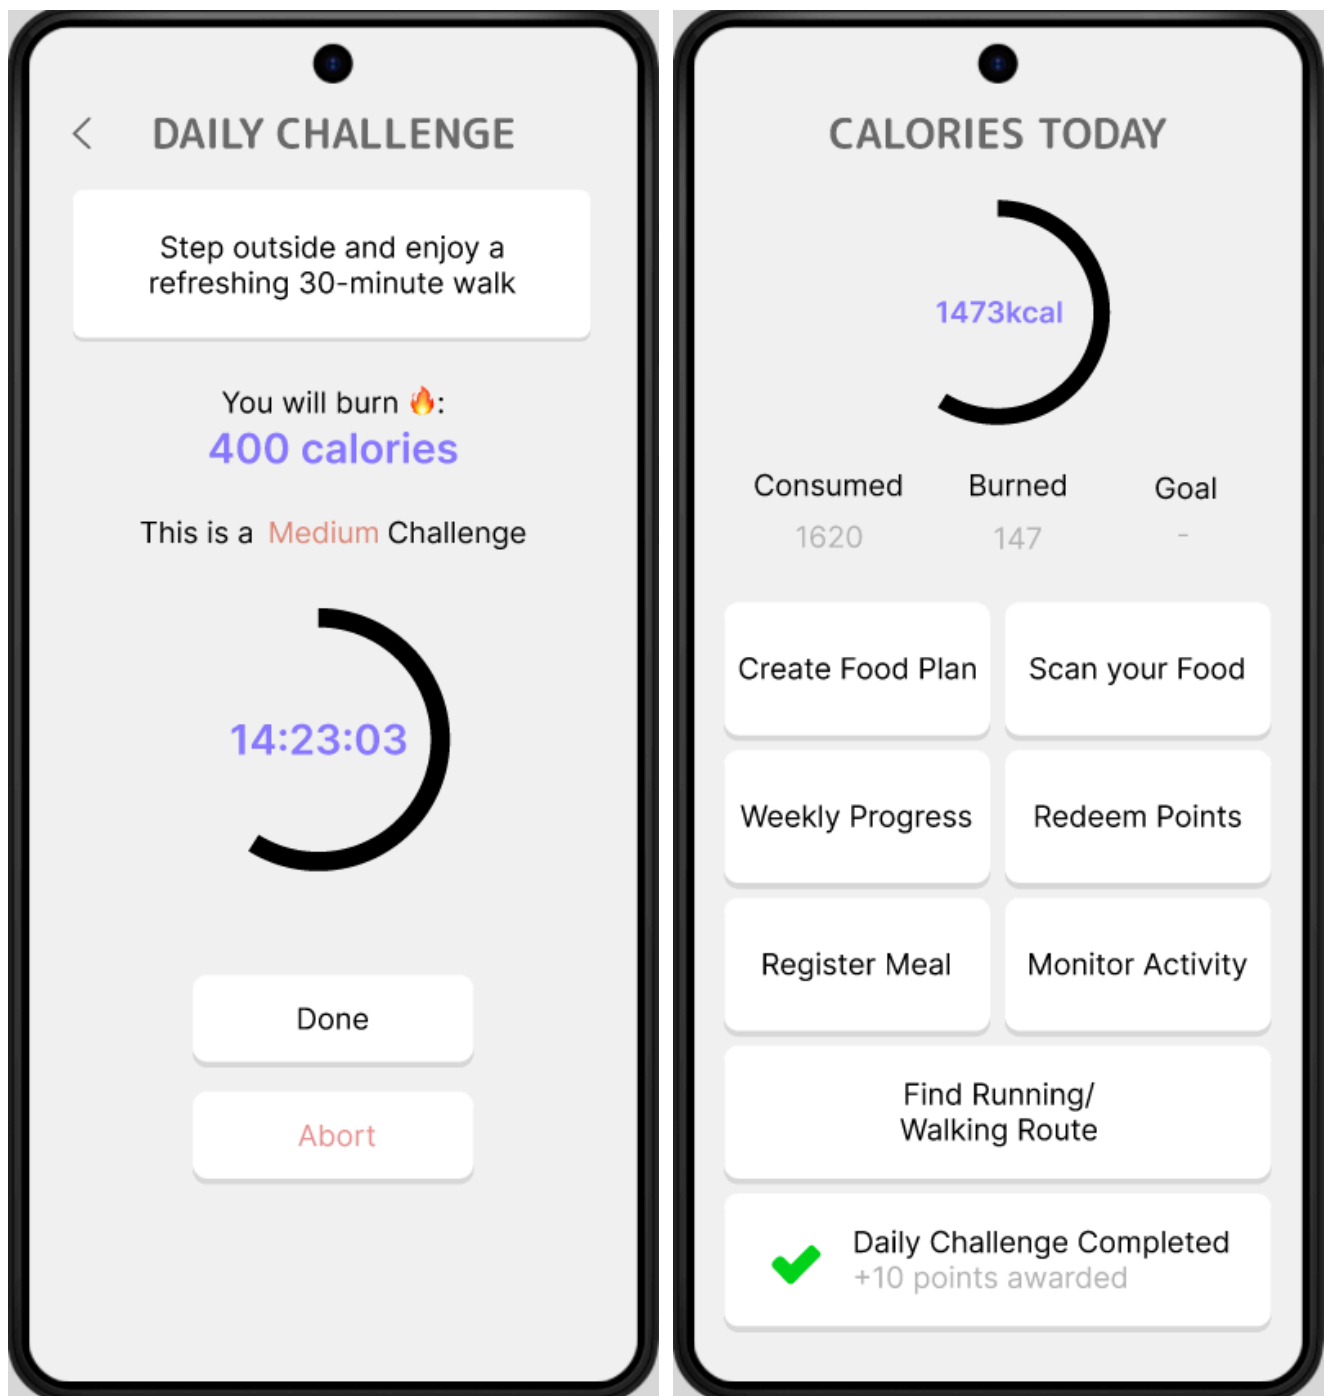 DAILY CHALLENGE
Step outside and enjoy a
refreshing 30-minute walk
You will burn 🔥:
400 calories
This is a Medium Challenge
14:23:03
Done
Abort
CALORIES TODAY
1473kcal
Consumed Burned Goal
1620 147 -
Create Food Plan Scan your Food
Weekly Progress Redeem Points
Register Meal Monitor Activity
Find Running/
Walking Route
Daily Challenge Completed
+10 points awarded